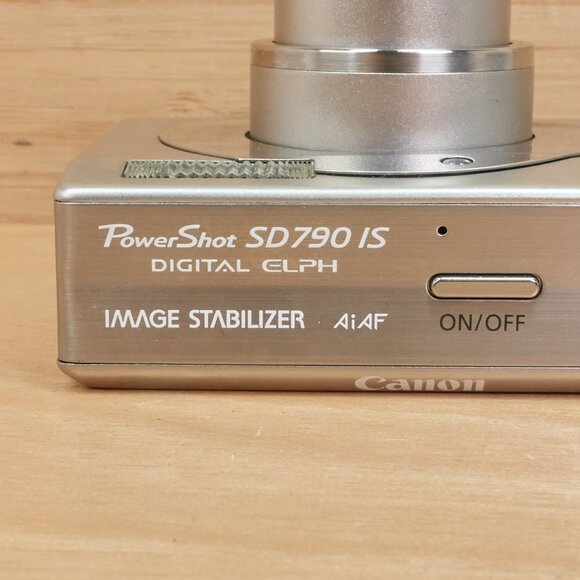 PowerShot SD790 IS
DIGITAL ELPH
IMAGE STABILIZER AiAF
ON/OFF
Canon